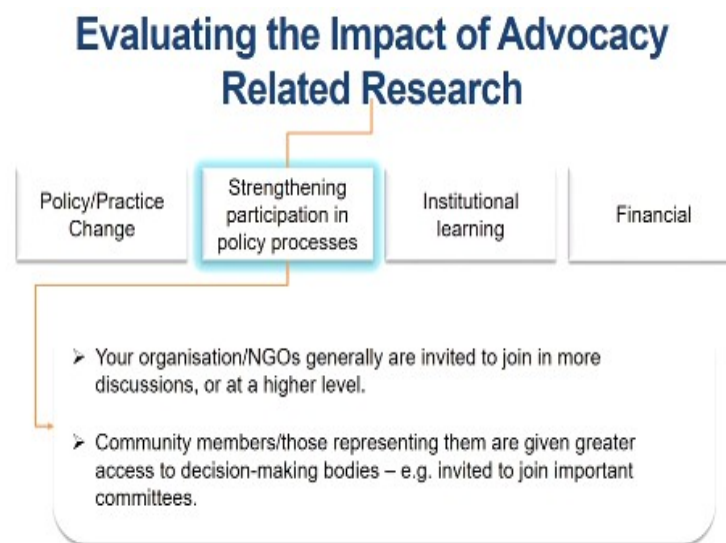 Evaluating the Impact of Advocacy
Related Research
Policy/Practice
Change
Strengthening
participation in
policy processes
Institutional
learning
Financial
➢ Your organisation/NGOs generally are invited to join in more
discussions, or at a higher level.
➢ Community members/those representing them are given greater
access to decision-making bodies – e.g. invited to join important
committees.